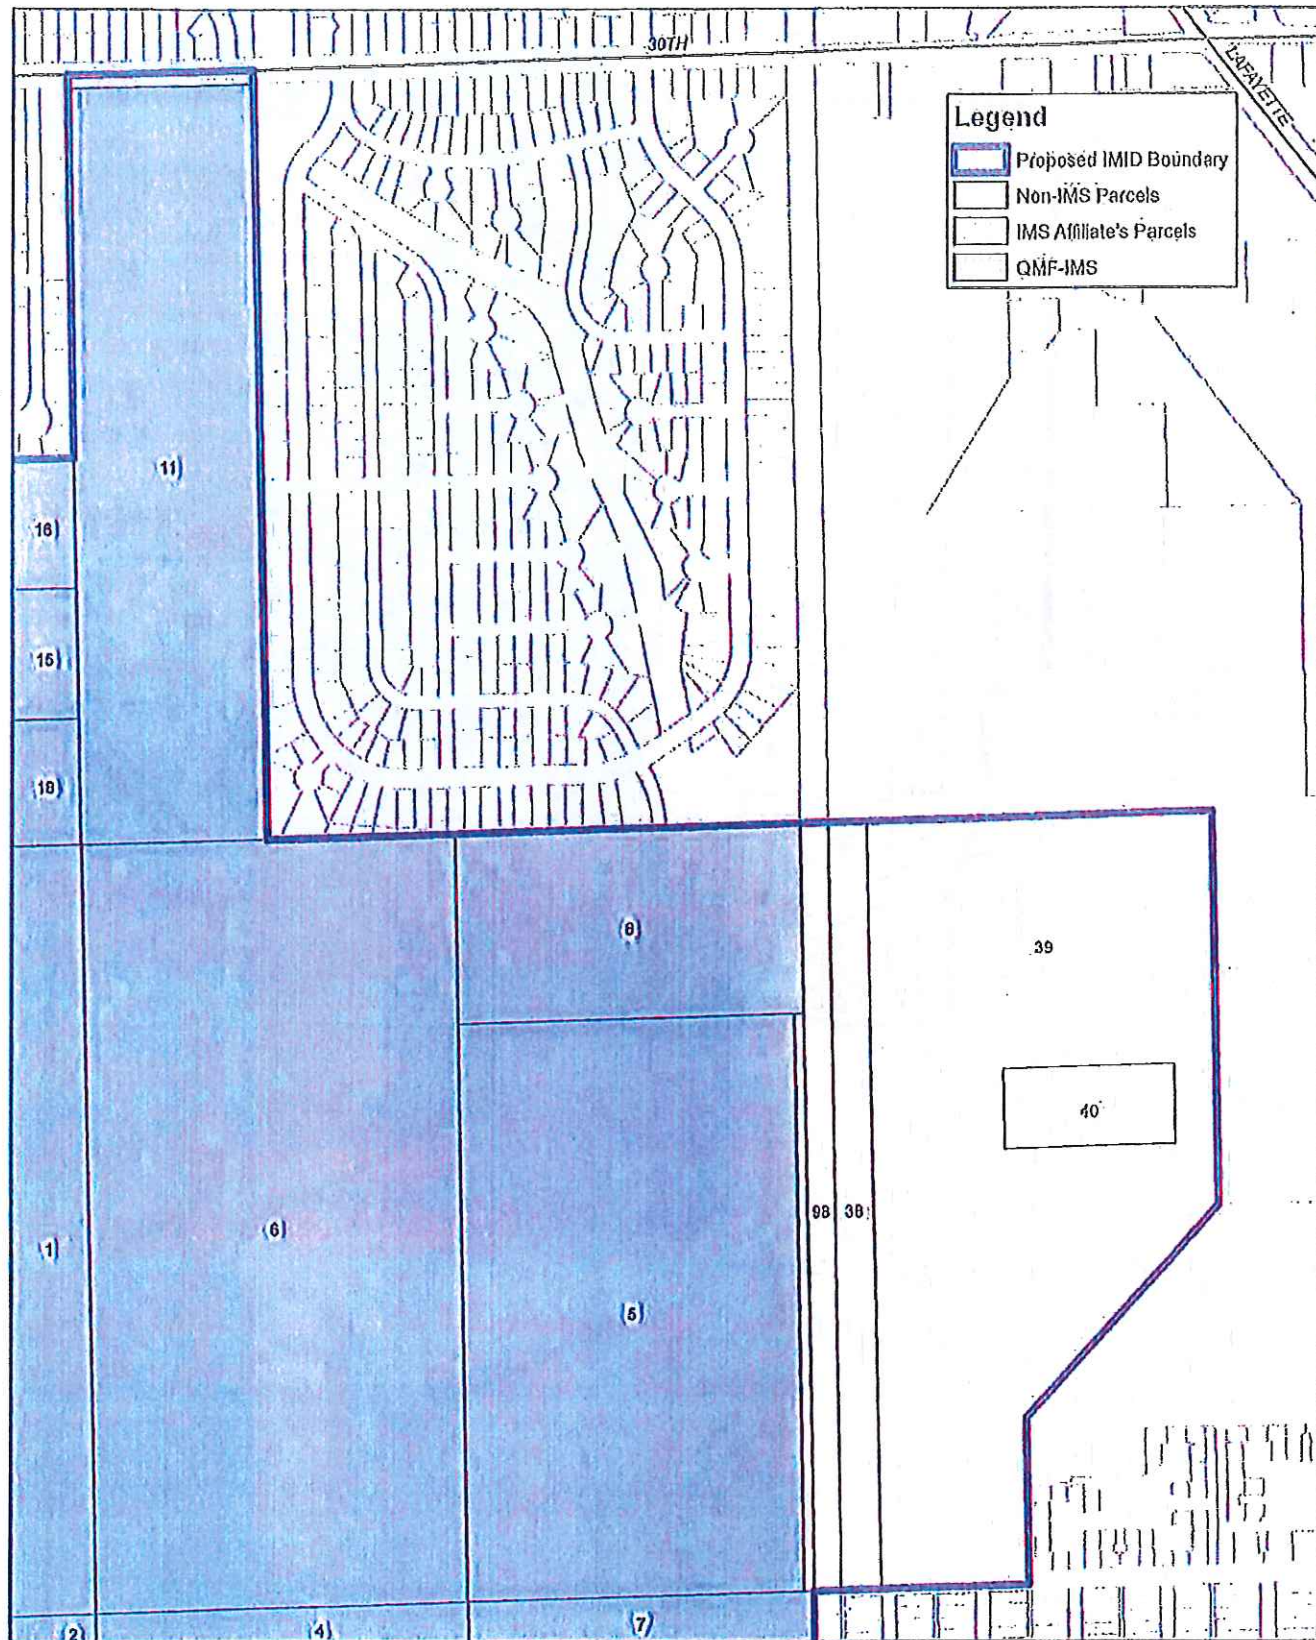 30TH
LAFAYETTE
Legend
Proposed IMID Boundary
Non-IMS Parcels
IMS Affiliate's Parcels
QMF-IMS
11)
16)
15)
18)
(8)
39
40
98
38
1)
(6)
(5)
2)
4)
7)